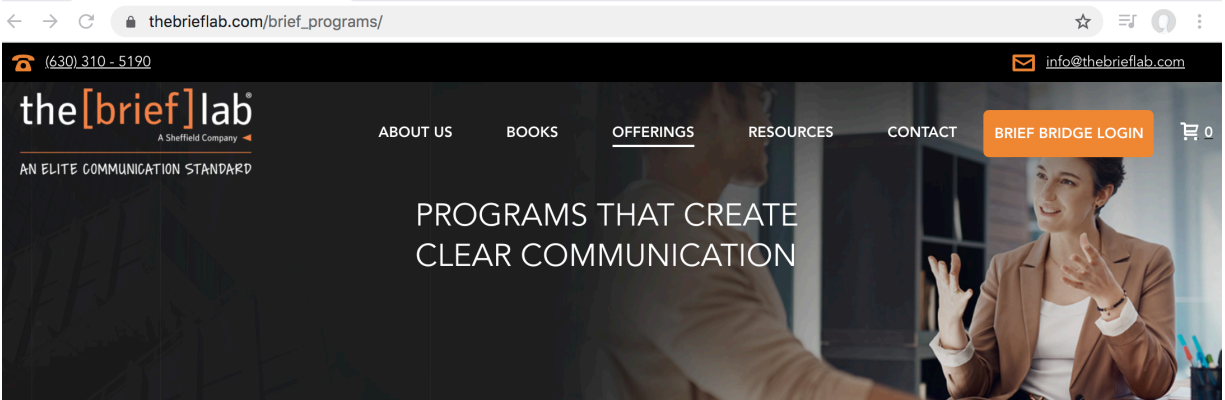 thebrieflab.com/brief_programs/
(630) 310 - 5190
info@thebrieflab.com
the[brief]lab®
A Sheffield Company
AN ELITE COMMUNICATION STANDARD
ABOUT US
BOOKS
OFFERINGS
RESOURCES
CONTACT
BRIEF BRIDGE LOGIN
0
PROGRAMS THAT CREATE
CLEAR COMMUNICATION